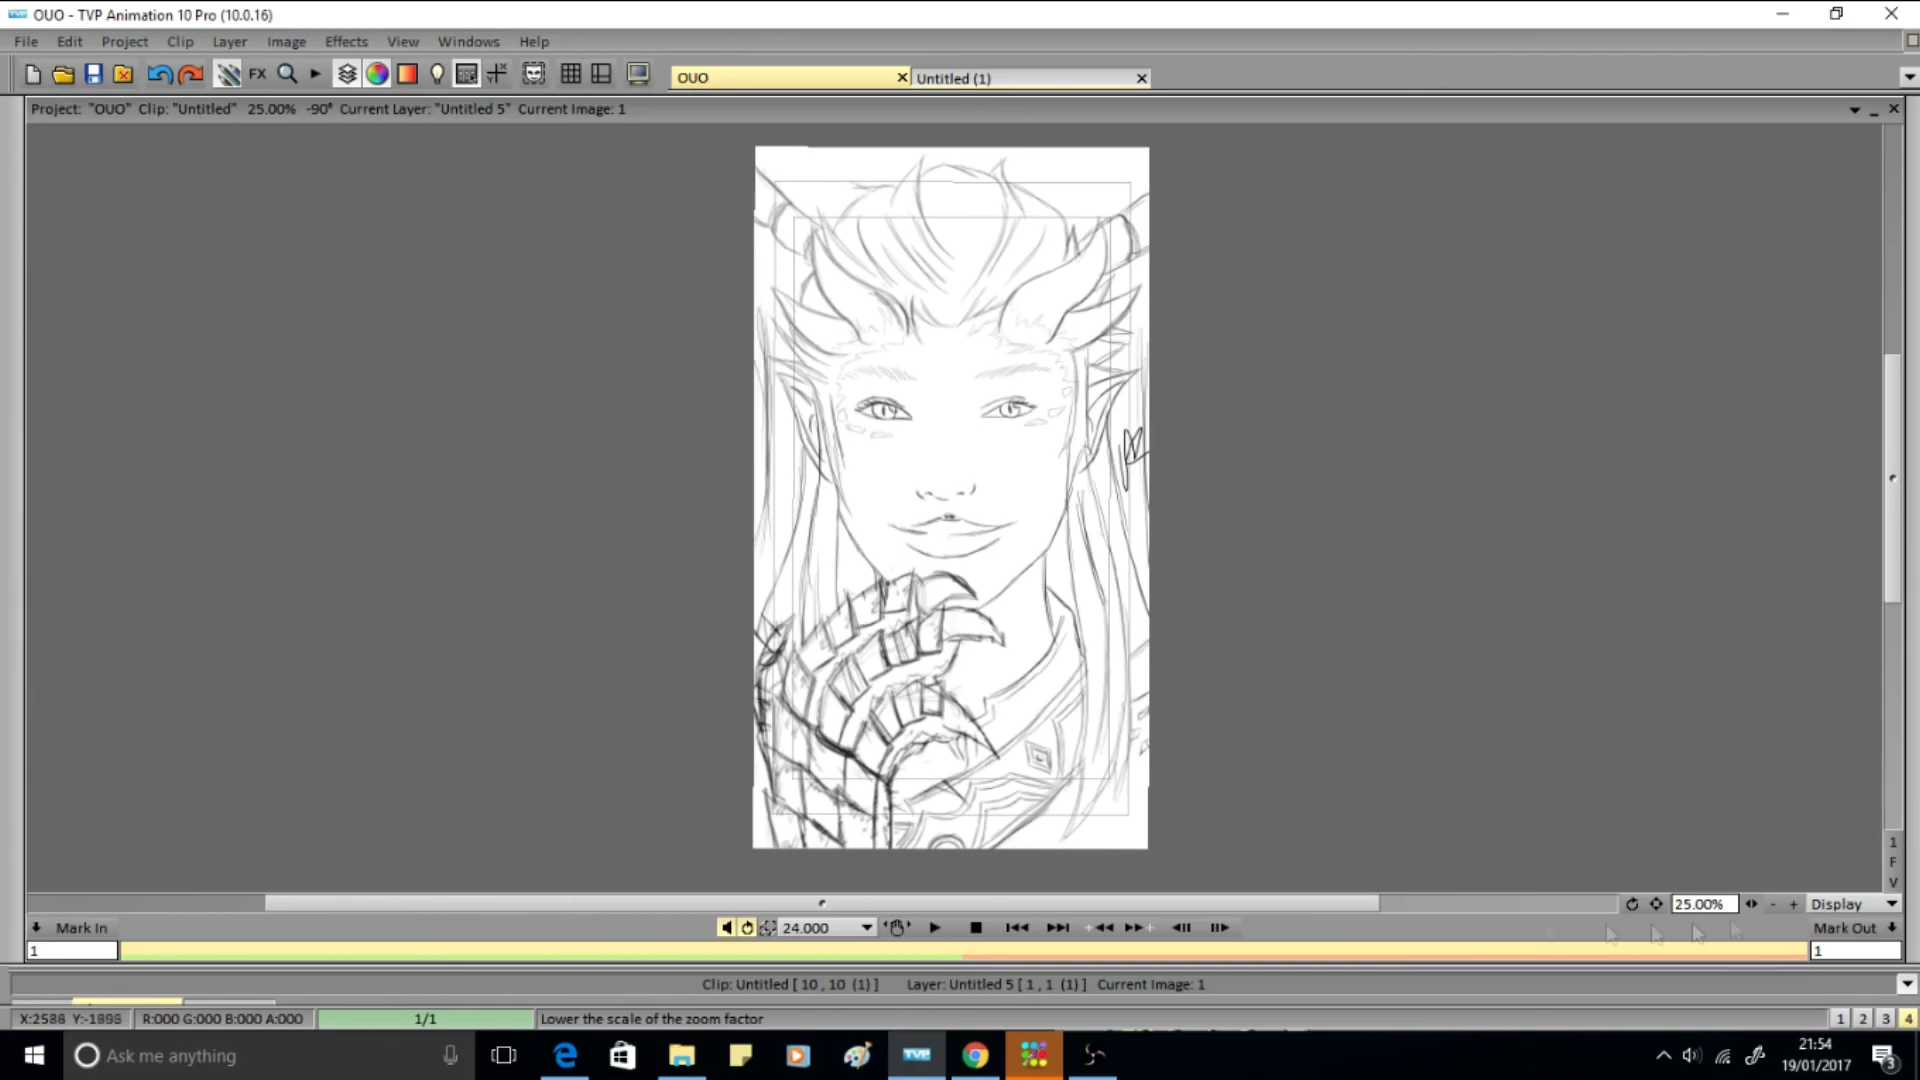 TVP OUO - TVP Animation 10 Pro (10.0.16)
File Edit Project Clip Layer Image Effects View Windows Help
FX OUO Untitled (1)
Project: "OUO" Clip: "Untitled" 25.00% -90° Current Layer: "Untitled 5" Current Image: 1
1
F
V
25.00% - + Display
Mark In 24.000 Mark Out
1 1
Clip: Untitled [ 10 , 10 (1) ] Layer: Untitled 5 [ 1 , 1 (1) ] Current Image: 1
X:2588 Y:-1898 R:000 G:000 B:000 A:000 1/1 Lower the scale of the zoom factor 1 2 3 4
Ask me anything TVP 21:54
19/01/2017 3